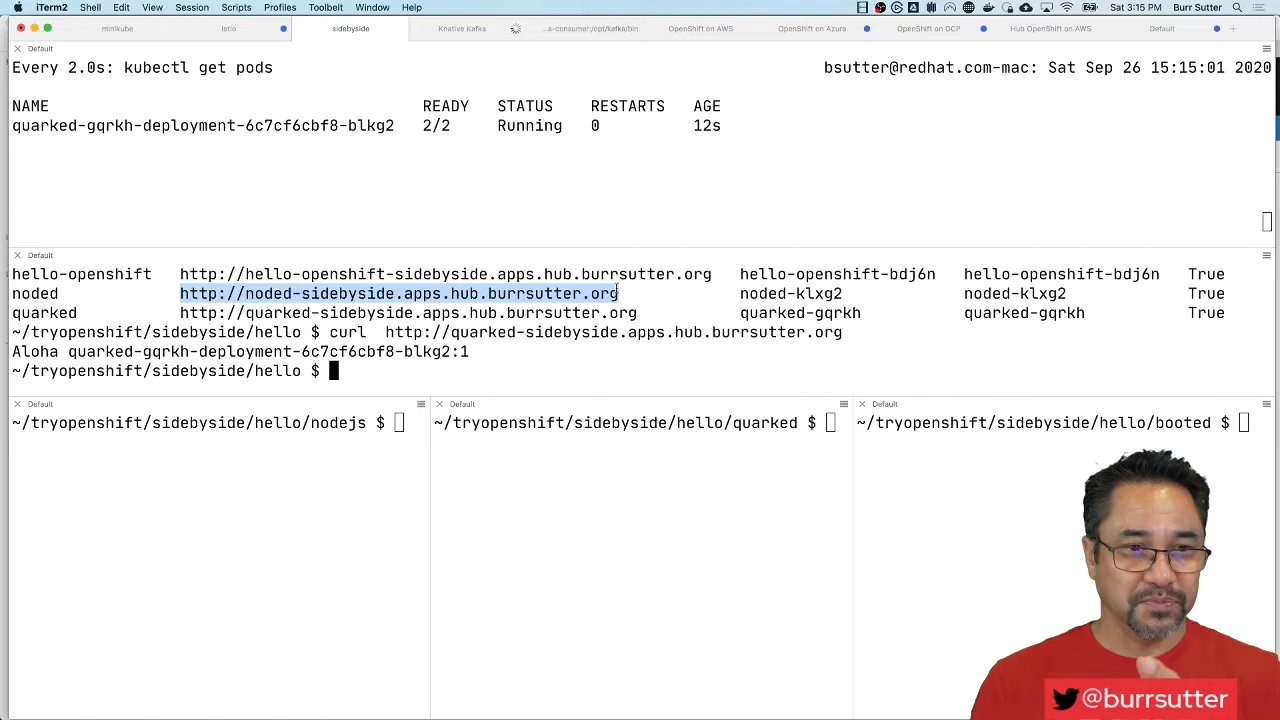 iTerm2 Shell Edit View Session Scripts Profiles Toolbelt Window Help Sat 3:15 PM Burr Sutter
minikube Istio sidebyside Knative Kafka ...a-consumer:/opt/kafka/bin OpenShift on AWS OpenShift on Azure OpenShift on GCP Hub OpenShift on AWS Default
Default
Every 2.0s: kubectl get pods bsutter@redhat.com-mac: Sat Sep 26 15:15:01 2020
NAME READY STATUS RESTARTS AGE
quarked-gqrkh-deployment-6c7cf6cbf8-blkg2 2/2 Running 0 12s
Default
hello-openshift http://hello-openshift-sidebyside.apps.hub.burrsutter.org hello-openshift-bdj6n hello-openshift-bdj6n True
noded http://noded-sidebyside.apps.hub.burrsutter.org noded-klxg2 noded-klxg2 True
quarked http://quarked-sidebyside.apps.hub.burrsutter.org quarked-gqrkh quarked-gqrkh True
~/tryopenshift/sidebyside/hello $ curl http://quarked-sidebyside.apps.hub.burrsutter.org
Aloha quarked-gqrkh-deployment-6c7cf6cbf8-blkg2:1
~/tryopenshift/sidebyside/hello $
Default Default Default
~/tryopenshift/sidebyside/hello/nodejs $ ~/tryopenshift/sidebyside/hello/quarked $ ~/tryopenshift/sidebyside/hello/booted $
@burrsutter